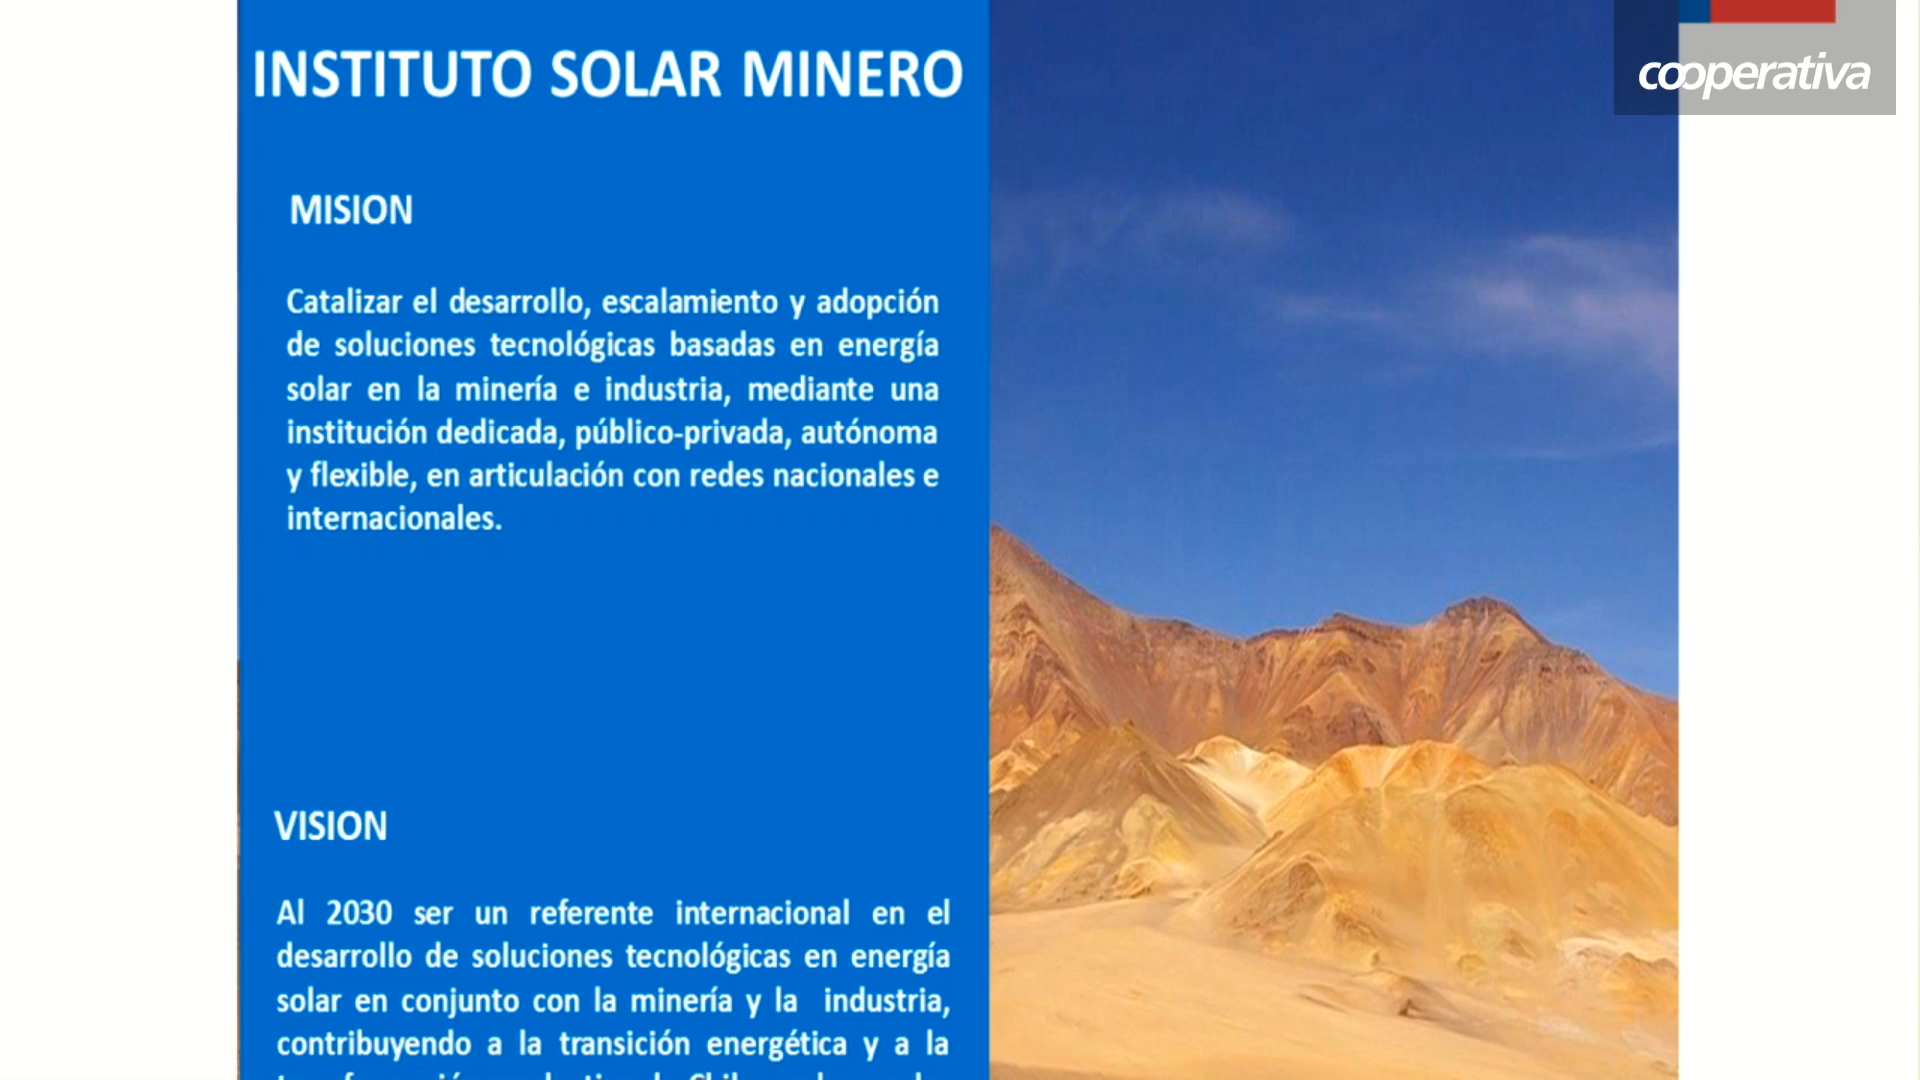 INSTITUTO SOLAR MINERO
cooperativa
MISION
Catalizar el desarrollo, escalamiento y adopción
de soluciones tecnológicas basadas en energía
solar en la minería e industria, mediante una
institución dedicada, público-privada, autónoma
y flexible, en articulación con redes nacionales e
internacionales.
VISION
Al 2030 ser un referente internacional en el
desarrollo de soluciones tecnológicas en energía
solar en conjunto con la minería y la industria,
contribuyendo a la transición energética y a la